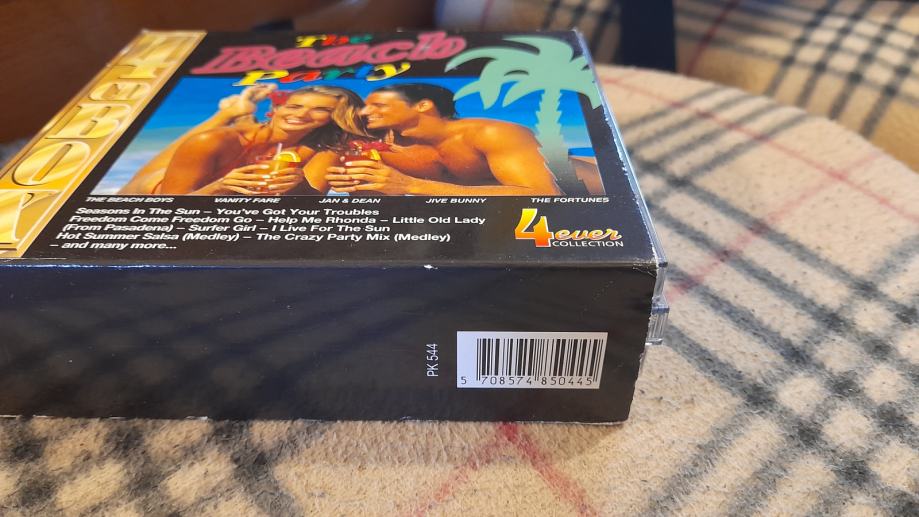 The
Beach
Party
THE BEACH BOYS VANITY FARE JAN & DEAN JIVE BUNNY THE FORTUNES
Seasons In The Sun – You've Got Your Troubles
Freedom Come Freedom Go – Help Me Rhonda – Little Old Lady
(From Pasadena) – Surfer Girl – I Live For The Sun
Hot Summer Salsa (Medley) – The Crazy Party Mix (Medley)
– and many more...
4ever
COLLECTION
PK 544
5 708574 850445